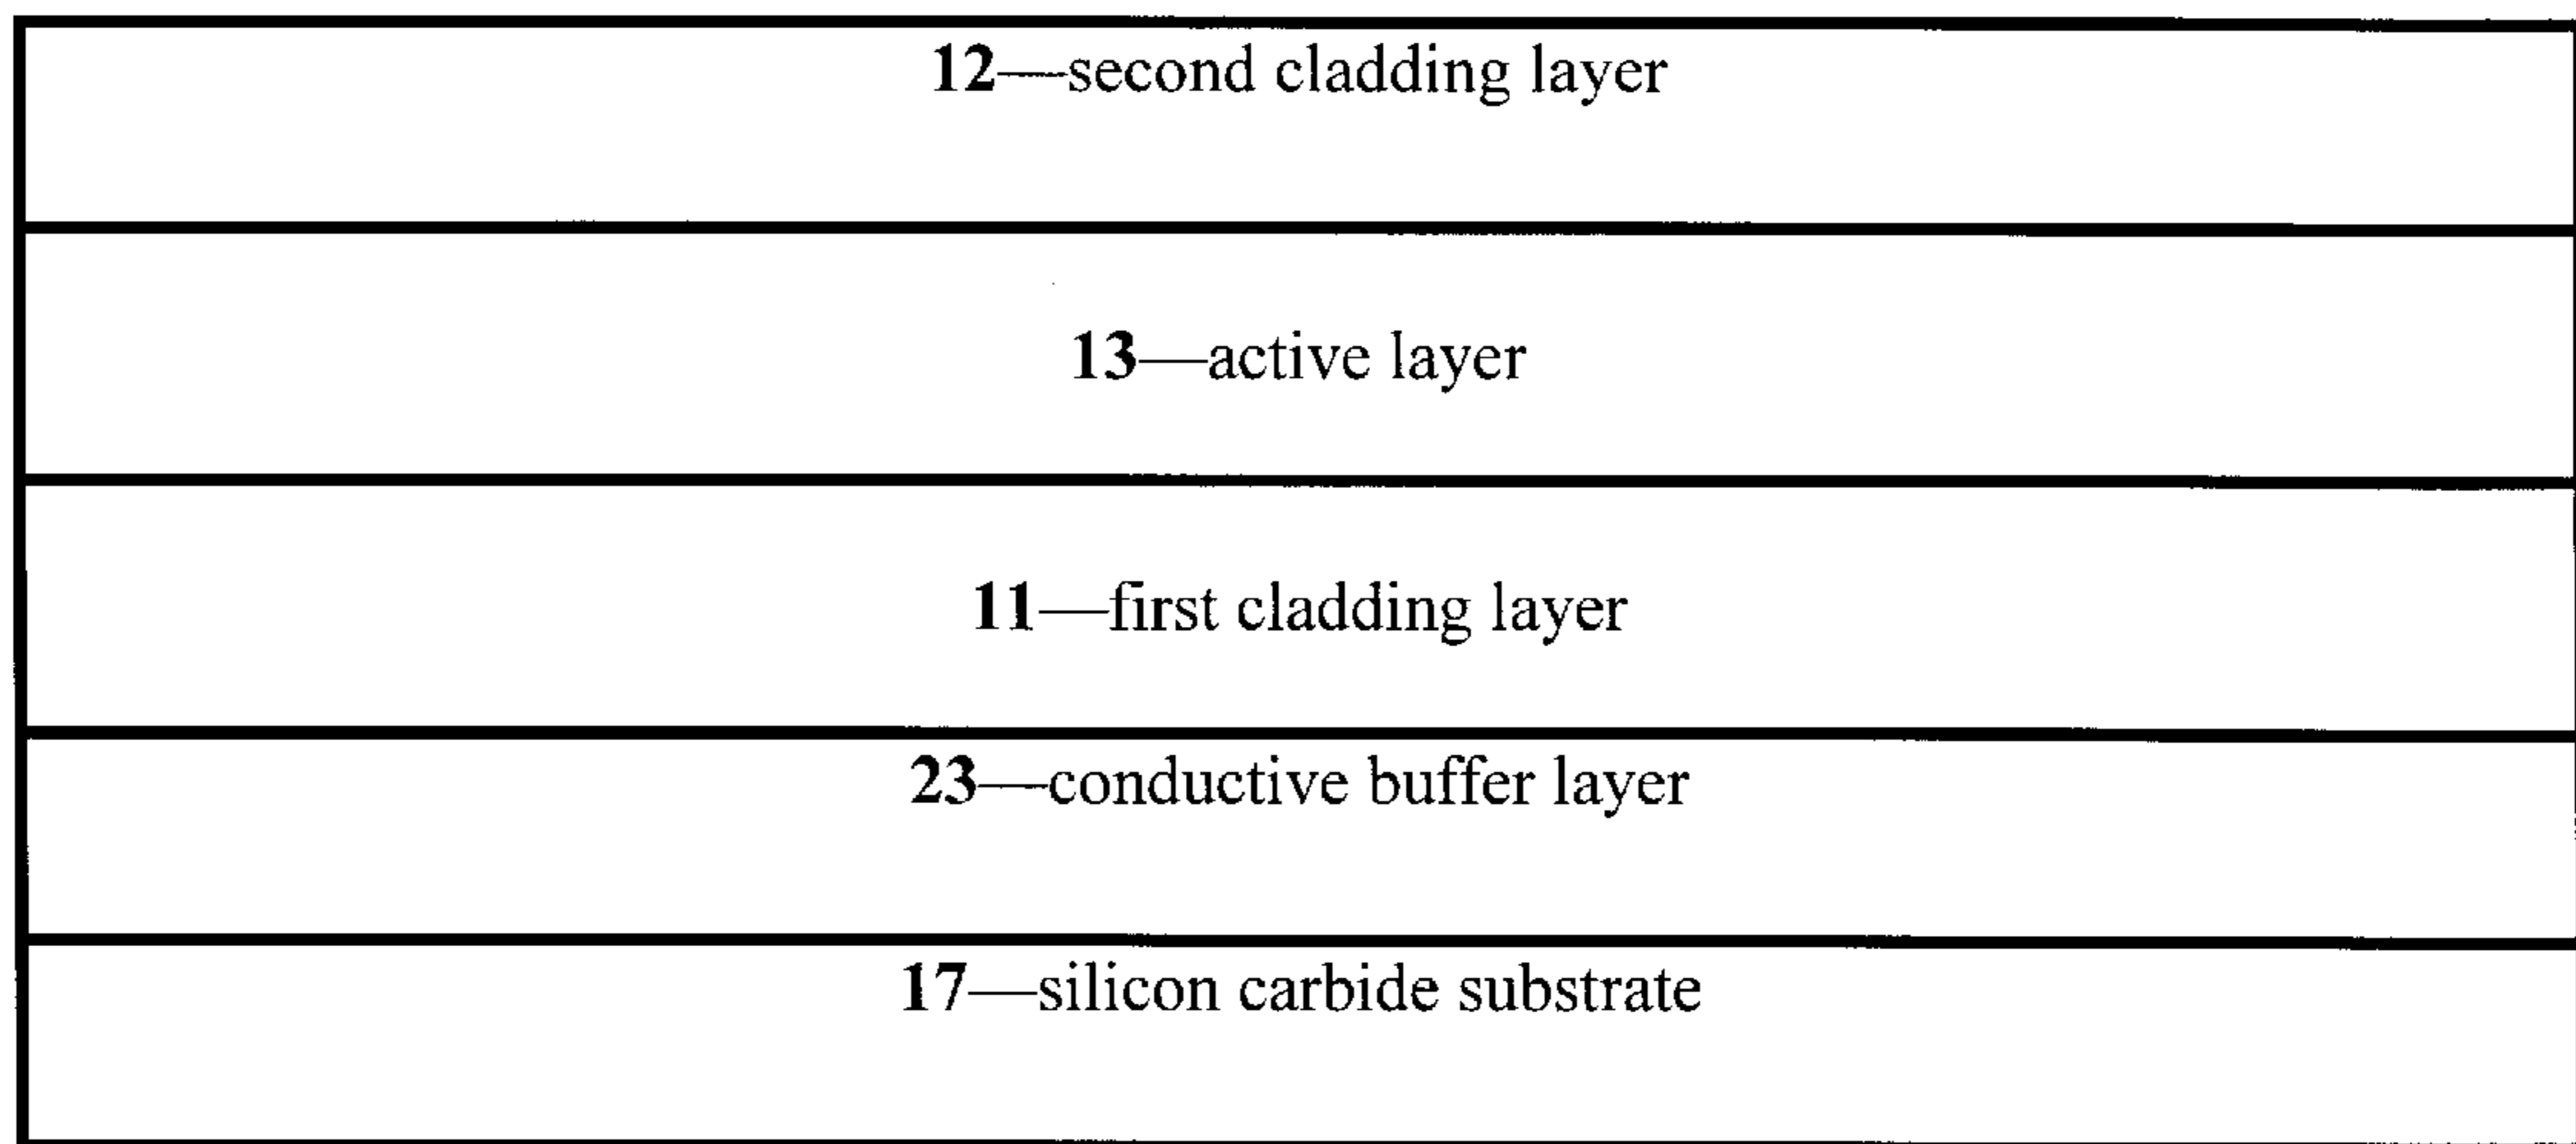 12—second cladding layer
13—active layer
11—first cladding layer
23—conductive buffer layer
17—silicon carbide substrate